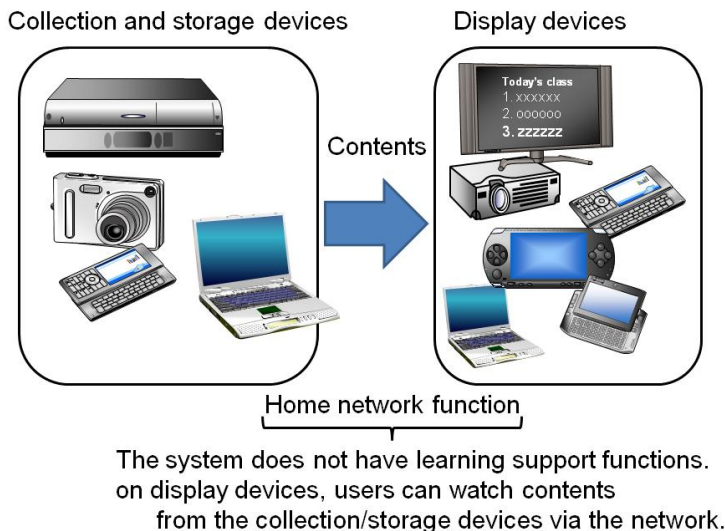 Collection and storage devices
Display devices
Today's class
1. xxxxxx
2. oooooo
3. zzzzzz
Contents
Home network function
The system does not have learning support functions.
on display devices, users can watch contents
from the collection/storage devices via the network.